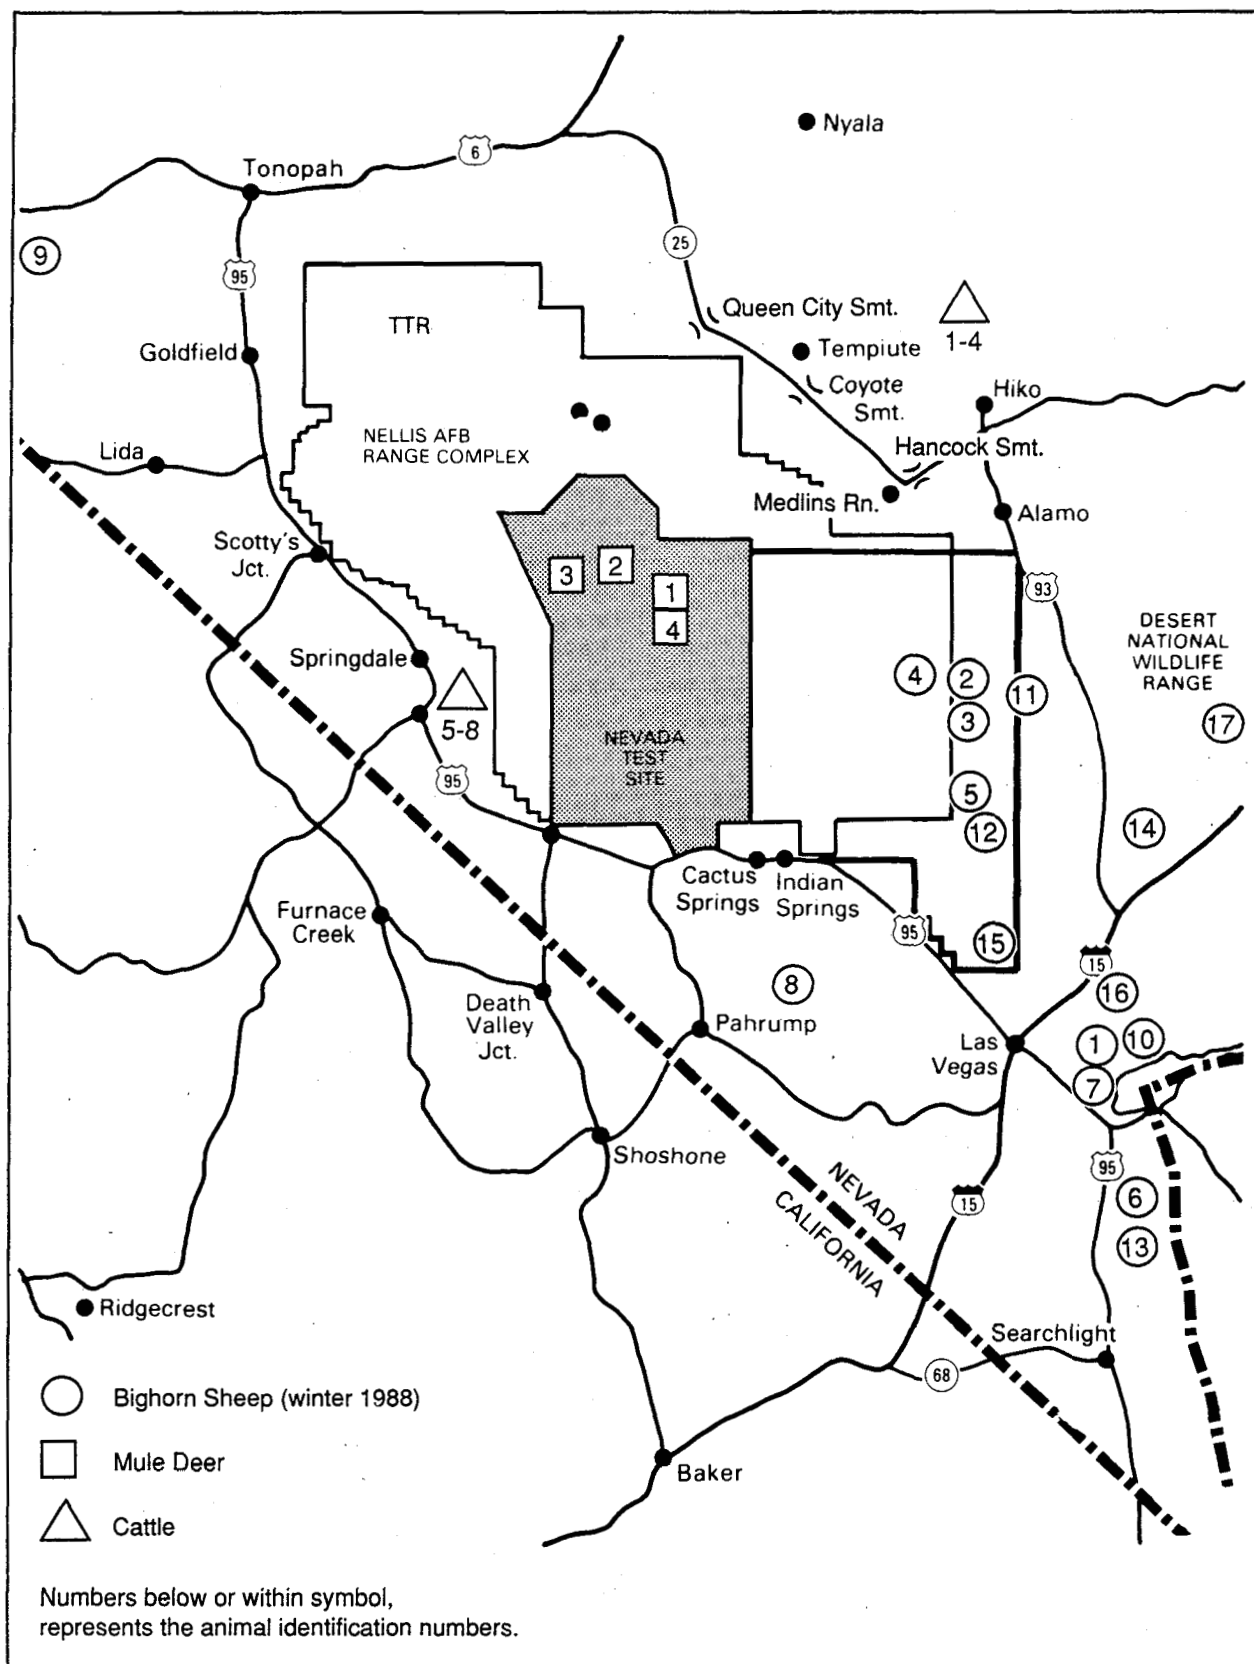 Nyala
6
Tonopah
25
9
95
Queen City Smt.
TTR
1-4
Goldfield
Tempiute
Coyote
Smt.
Hiko
NELLIS AFB
RANGE COMPLEX
Lida
Hancock Smt.
Medlins Rn.
Alamo
Scotty's
Jct.
3
2
1
4
93
DESERT
NATIONAL
WILDLIFE
RANGE
Springdale
4
2
3
11
17
5-8
NEVADA
TEST
SITE
95
5
12
14
Cactus
Springs
Indian
Springs
Furnace
Creek
95
15
15
8
16
Death
Valley
Jct.
Pahrump
Las
Vegas
1
10
7
Shoshone
NEVADA
CALIFORNIA
95
15
6
13
Ridgecrest
Searchlight
68
Bighorn Sheep (winter 1988)
Mule Deer
Baker
Cattle
Numbers below or within symbol,
represents the animal identification numbers.